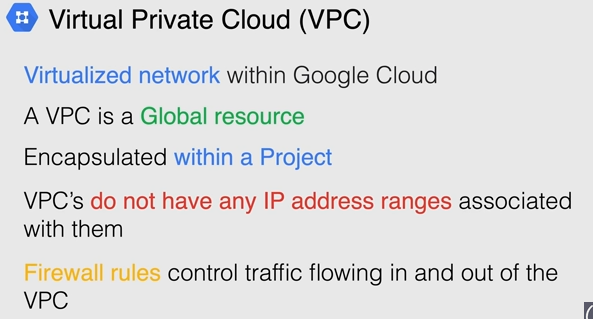 Virtual Private Cloud (VPC)
Virtualized network within Google Cloud
A VPC is a Global resource
Encapsulated within a Project
VPC's do not have any IP address ranges associated
with them
Firewall rules control traffic flowing in and out of the
VPC